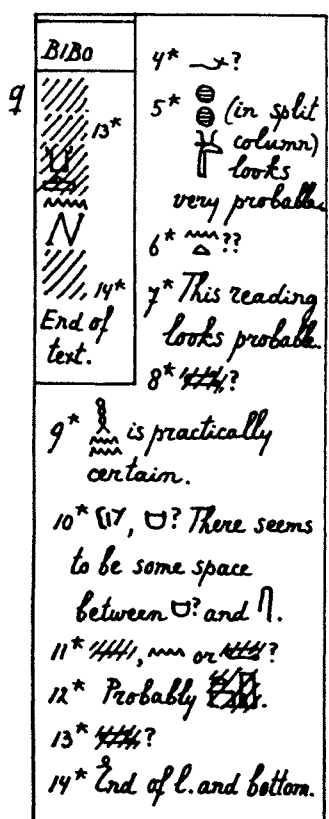 BIBO
9
13*
14*
End of
text.
4* ?
5* (in split
column)
looks
very probable.
6* ??
7* This reading
looks probable.
8* ?
9* is practically
certain.
10* , ? There seems
to be some space
between ? and
11* , or ?
12* Probably
13* ?
14* End of l. and bottom.